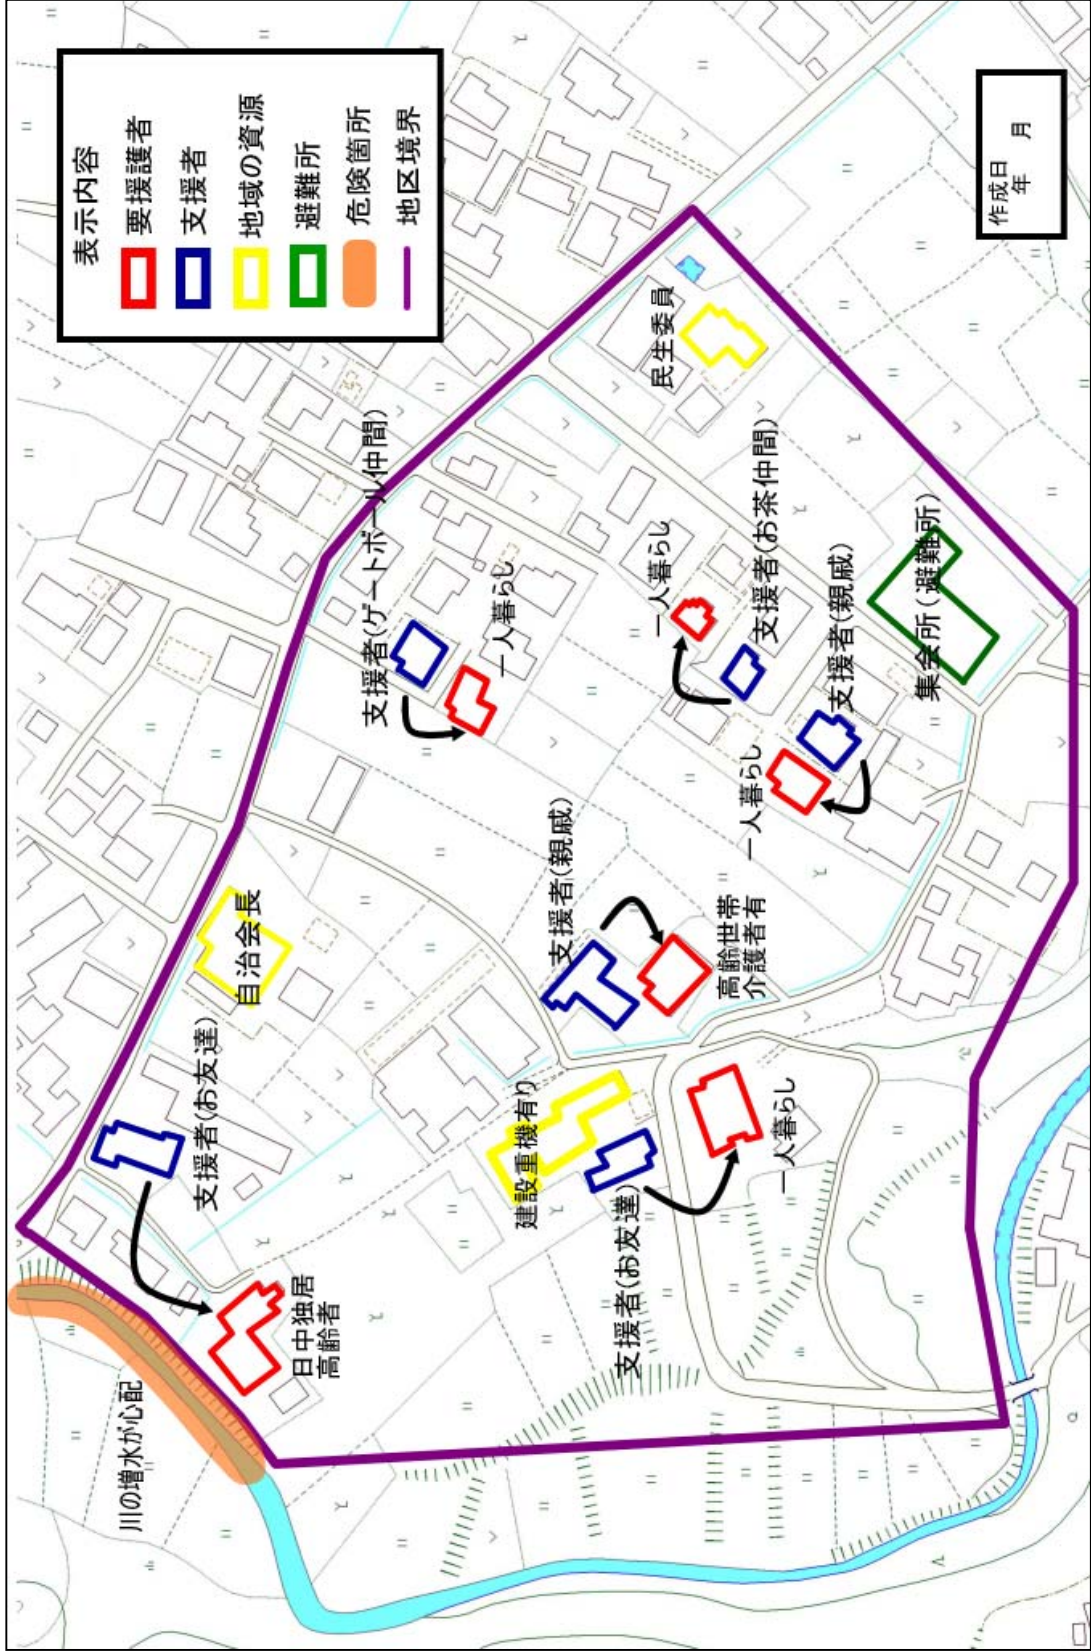 表示内容
要援護者
支援者
地域の資源
避難所
危険箇所
地区境界
作成日
年　月
川の増水が心配
日中独居
高齢者
支援者(お友達)
自治会長
支援者(ゲートボール仲間)
一人暮らし
民生委員
建設重機有り
支援者(お友達)
一人暮らし
支援者(親戚)
高齢世帯
介護者有
一人暮らし
支援者(お茶仲間)
一人暮らし
支援者(親戚)
集会所(避難所)